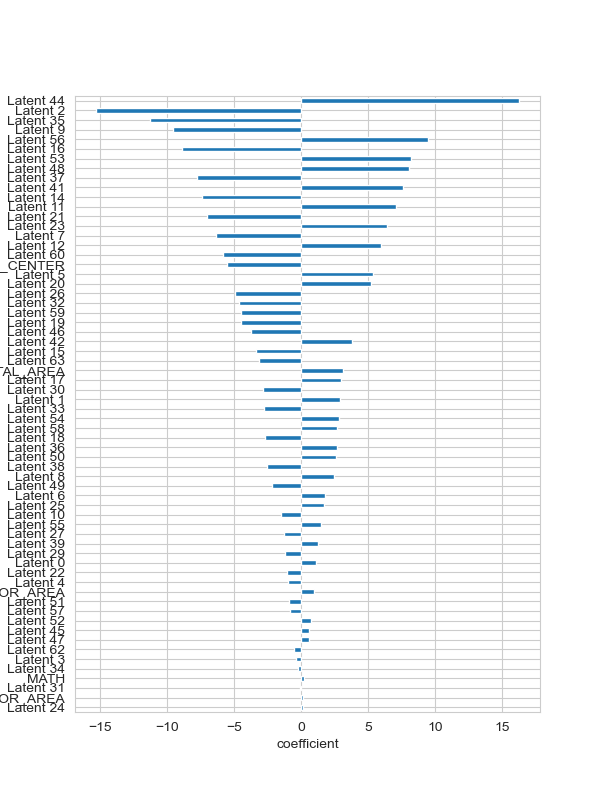 Latent 44
Latent 2
Latent 35
Latent 9
Latent 56
Latent 16
Latent 53
Latent 48
Latent 37
Latent 41
Latent 14
Latent 11
Latent 21
Latent 23
Latent 7
Latent 12
Latent 60
_CENTER
Latent 5
Latent 20
Latent 26
Latent 32
Latent 59
Latent 19
Latent 46
Latent 42
Latent 15
Latent 63
TAL_AREA
Latent 17
Latent 30
Latent 1
Latent 33
Latent 54
Latent 58
Latent 18
Latent 36
Latent 50
Latent 38
Latent 8
Latent 49
Latent 6
Latent 25
Latent 10
Latent 55
Latent 27
Latent 39
Latent 29
Latent 0
Latent 22
Latent 4
OR_AREA
Latent 51
Latent 57
Latent 52
Latent 45
Latent 47
Latent 62
Latent 3
Latent 34
MATH
Latent 31
OR_AREA
Latent 24
−15 −10 −5 0 5 10 15
coefficient